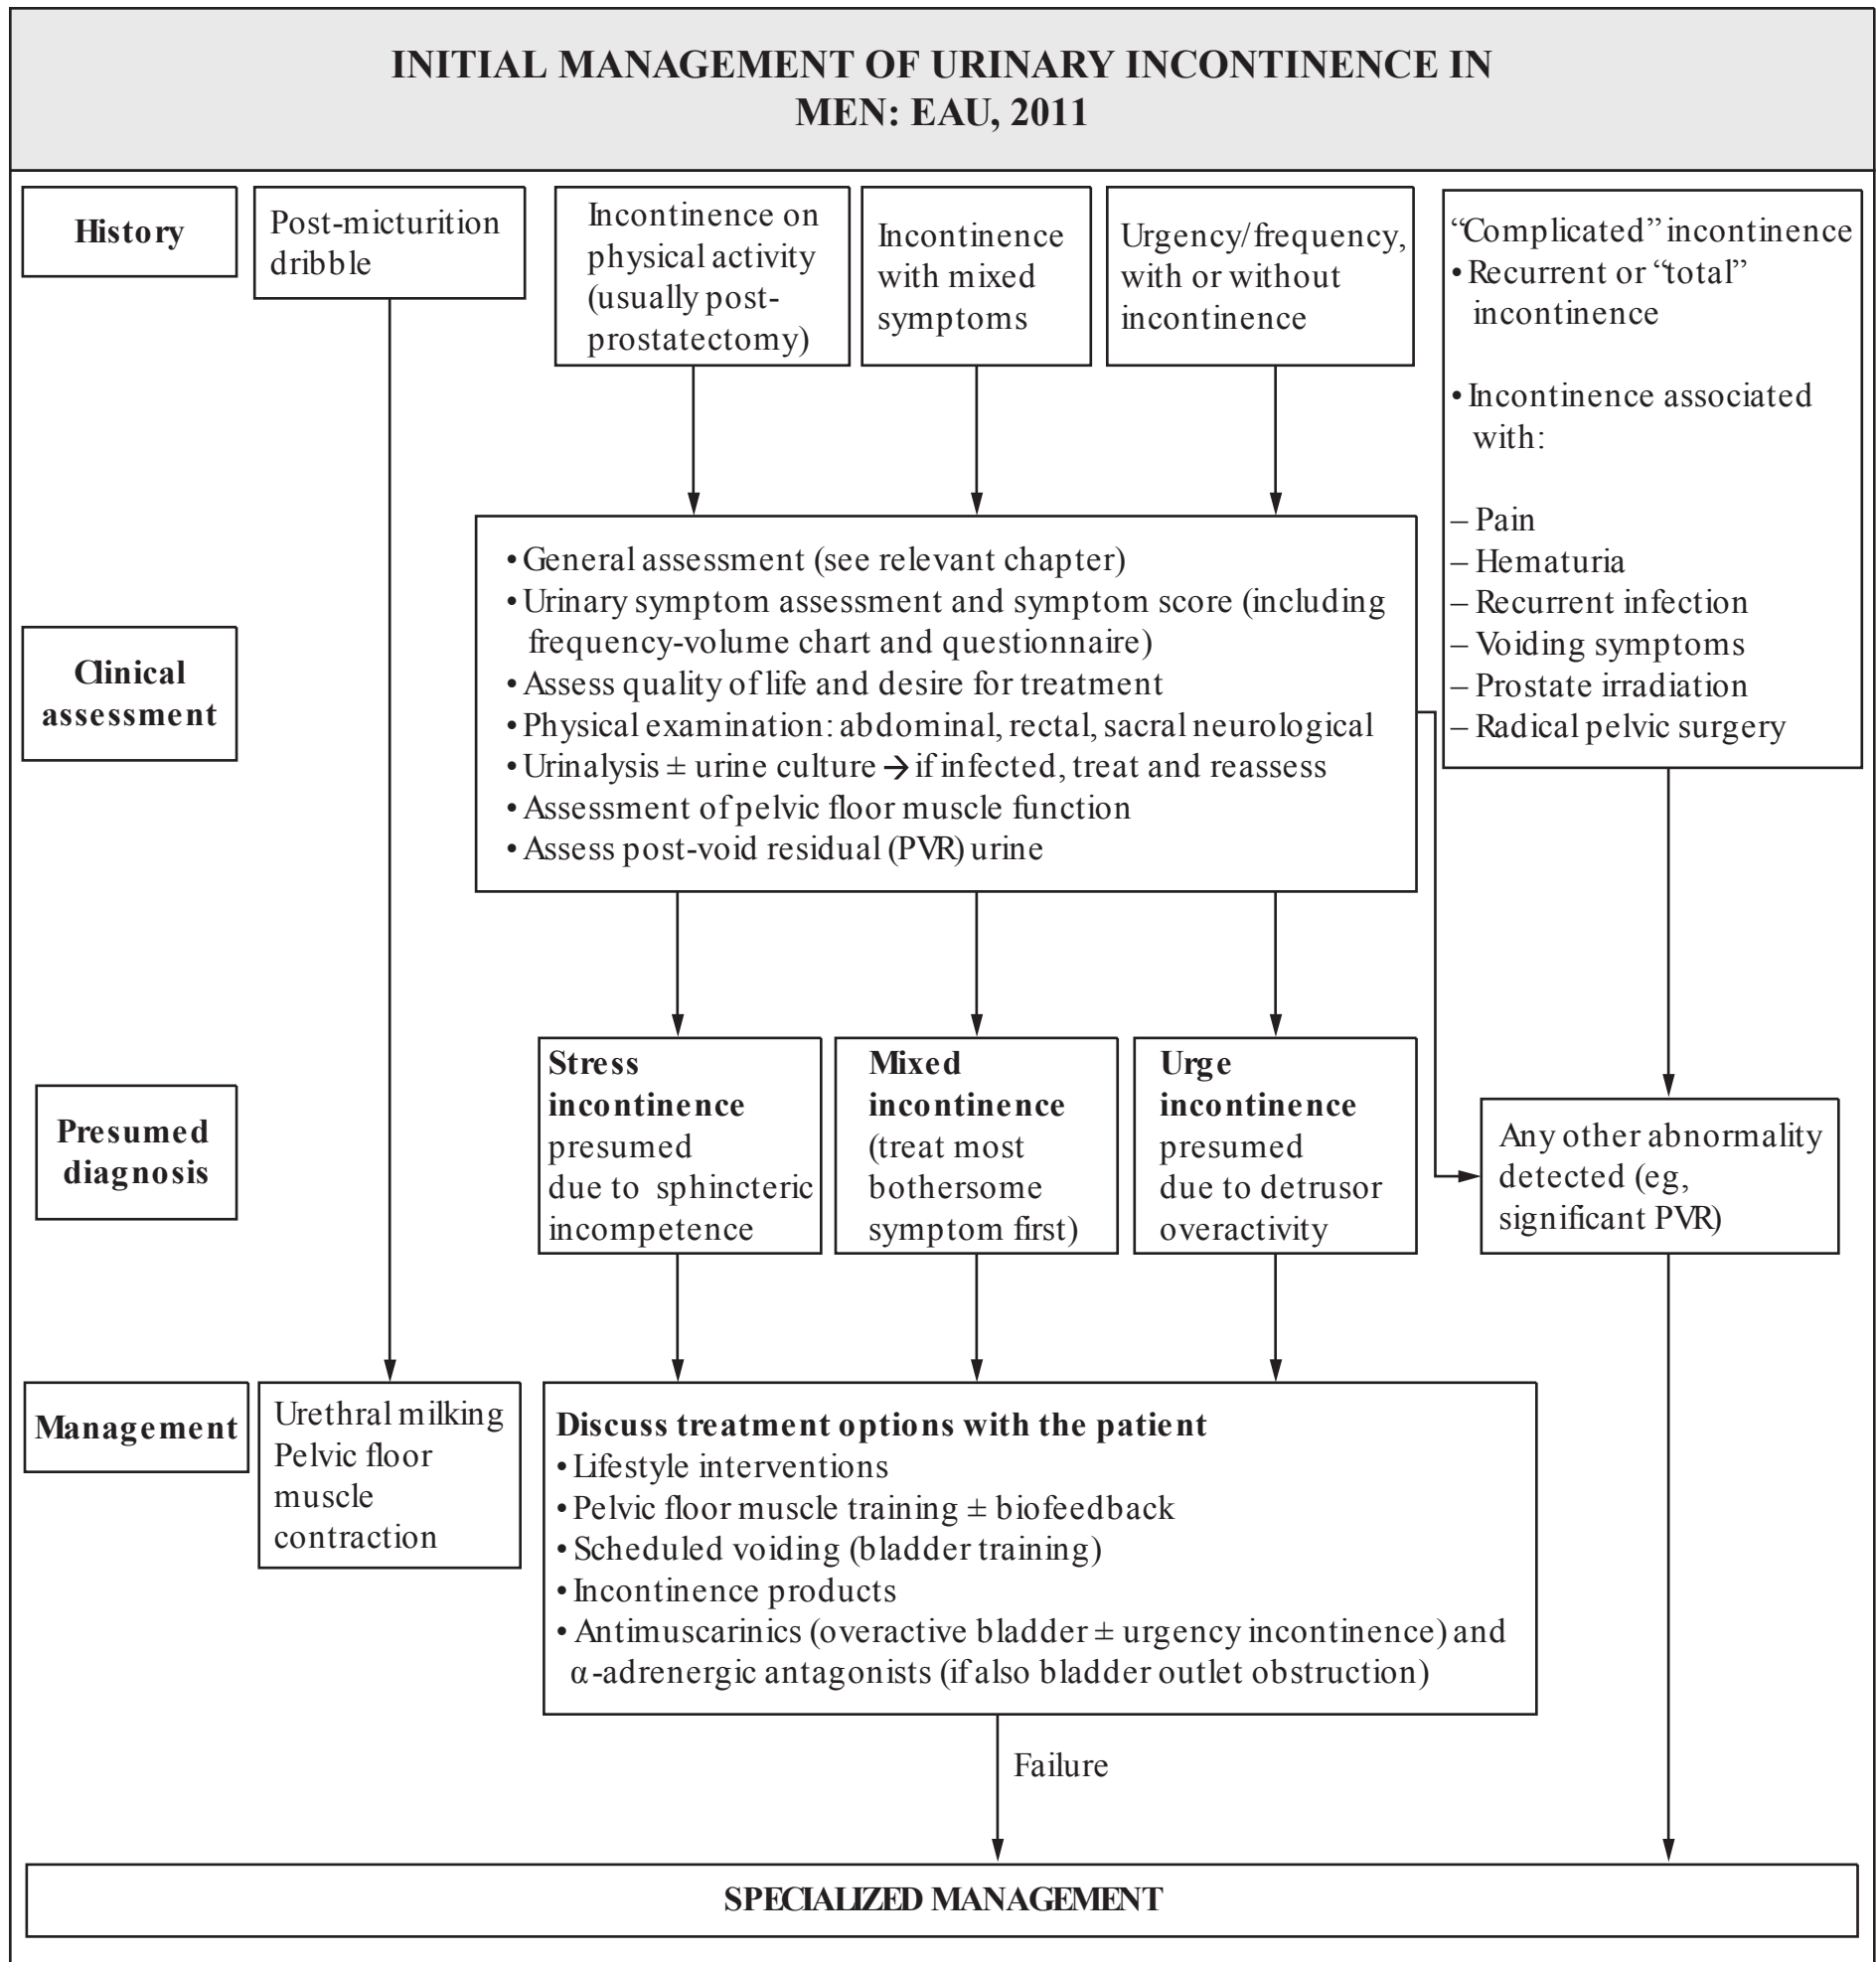 INITIAL MANAGEMENT OF URINARY INCONTINENCE IN
MEN: EAU, 2011
History
Post-micturition
dribble
Incontinence on
physical activity
(usually post-
prostatectomy)
Incontinence
with mixed
symptoms
Urgency/frequency,
with or without
incontinence
“Complicated” incontinence
• Recurrent or “total”
incontinence
• Incontinence associated
with:
– Pain
– Hematuria
– Recurrent infection
– Voiding symptoms
– Prostate irradiation
– Radical pelvic surgery
Clinical
assessment
• General assessment (see relevant chapter)
• Urinary symptom assessment and symptom score (including
frequency-volume chart and questionnaire)
• Assess quality of life and desire for treatment
• Physical examination: abdominal, rectal, sacral neurological
• Urinalysis ± urine culture → if infected, treat and reassess
• Assessment of pelvic floor muscle function
• Assess post-void residual (PVR) urine
Presumed
diagnosis
Stress
incontinence
presumed
due to sphincteric
incompetence
Mixed
incontinence
(treat most
bothersome
symptom first)
Urge
incontinence
presumed
due to detrusor
overactivity
Any other abnormality
detected (eg,
significant PVR)
Management
Urethral milking
Pelvic floor
muscle
contraction
Discuss treatment options with the patient
• Lifestyle interventions
• Pelvic floor muscle training ± biofeedback
• Scheduled voiding (bladder training)
• Incontinence products
• Antimuscarinics (overactive bladder ± urgency incontinence) and
α-adrenergic antagonists (if also bladder outlet obstruction)
Failure
SPECIALIZED MANAGEMENT